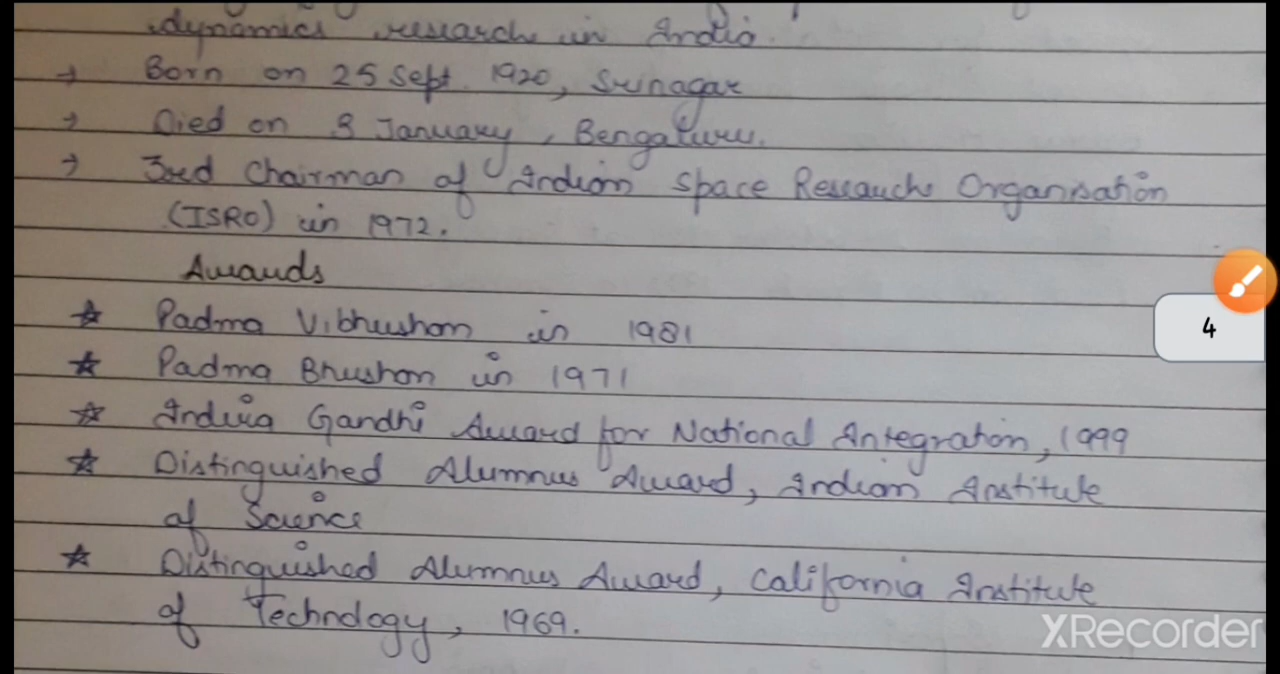 dynamics research in India.
→ Born on 25 Sept. 1920, Srinagar
→ Died on 3 January, Bengaluru.
→ 3rd Chairman of Indian Space Research Organisation
(ISRO) in 1972.
Awards
☆ Padma Vibhushan in 1981
☆ Padma Bhushan in 1971
☆ Indira Gandhi Award for National Integration, 1999
☆ Distinguished Alumnus Award, Indian Institute
of Science
☆ Distinguished Alumnus Award, California Institute
of Technology, 1969.
4
XRecorder